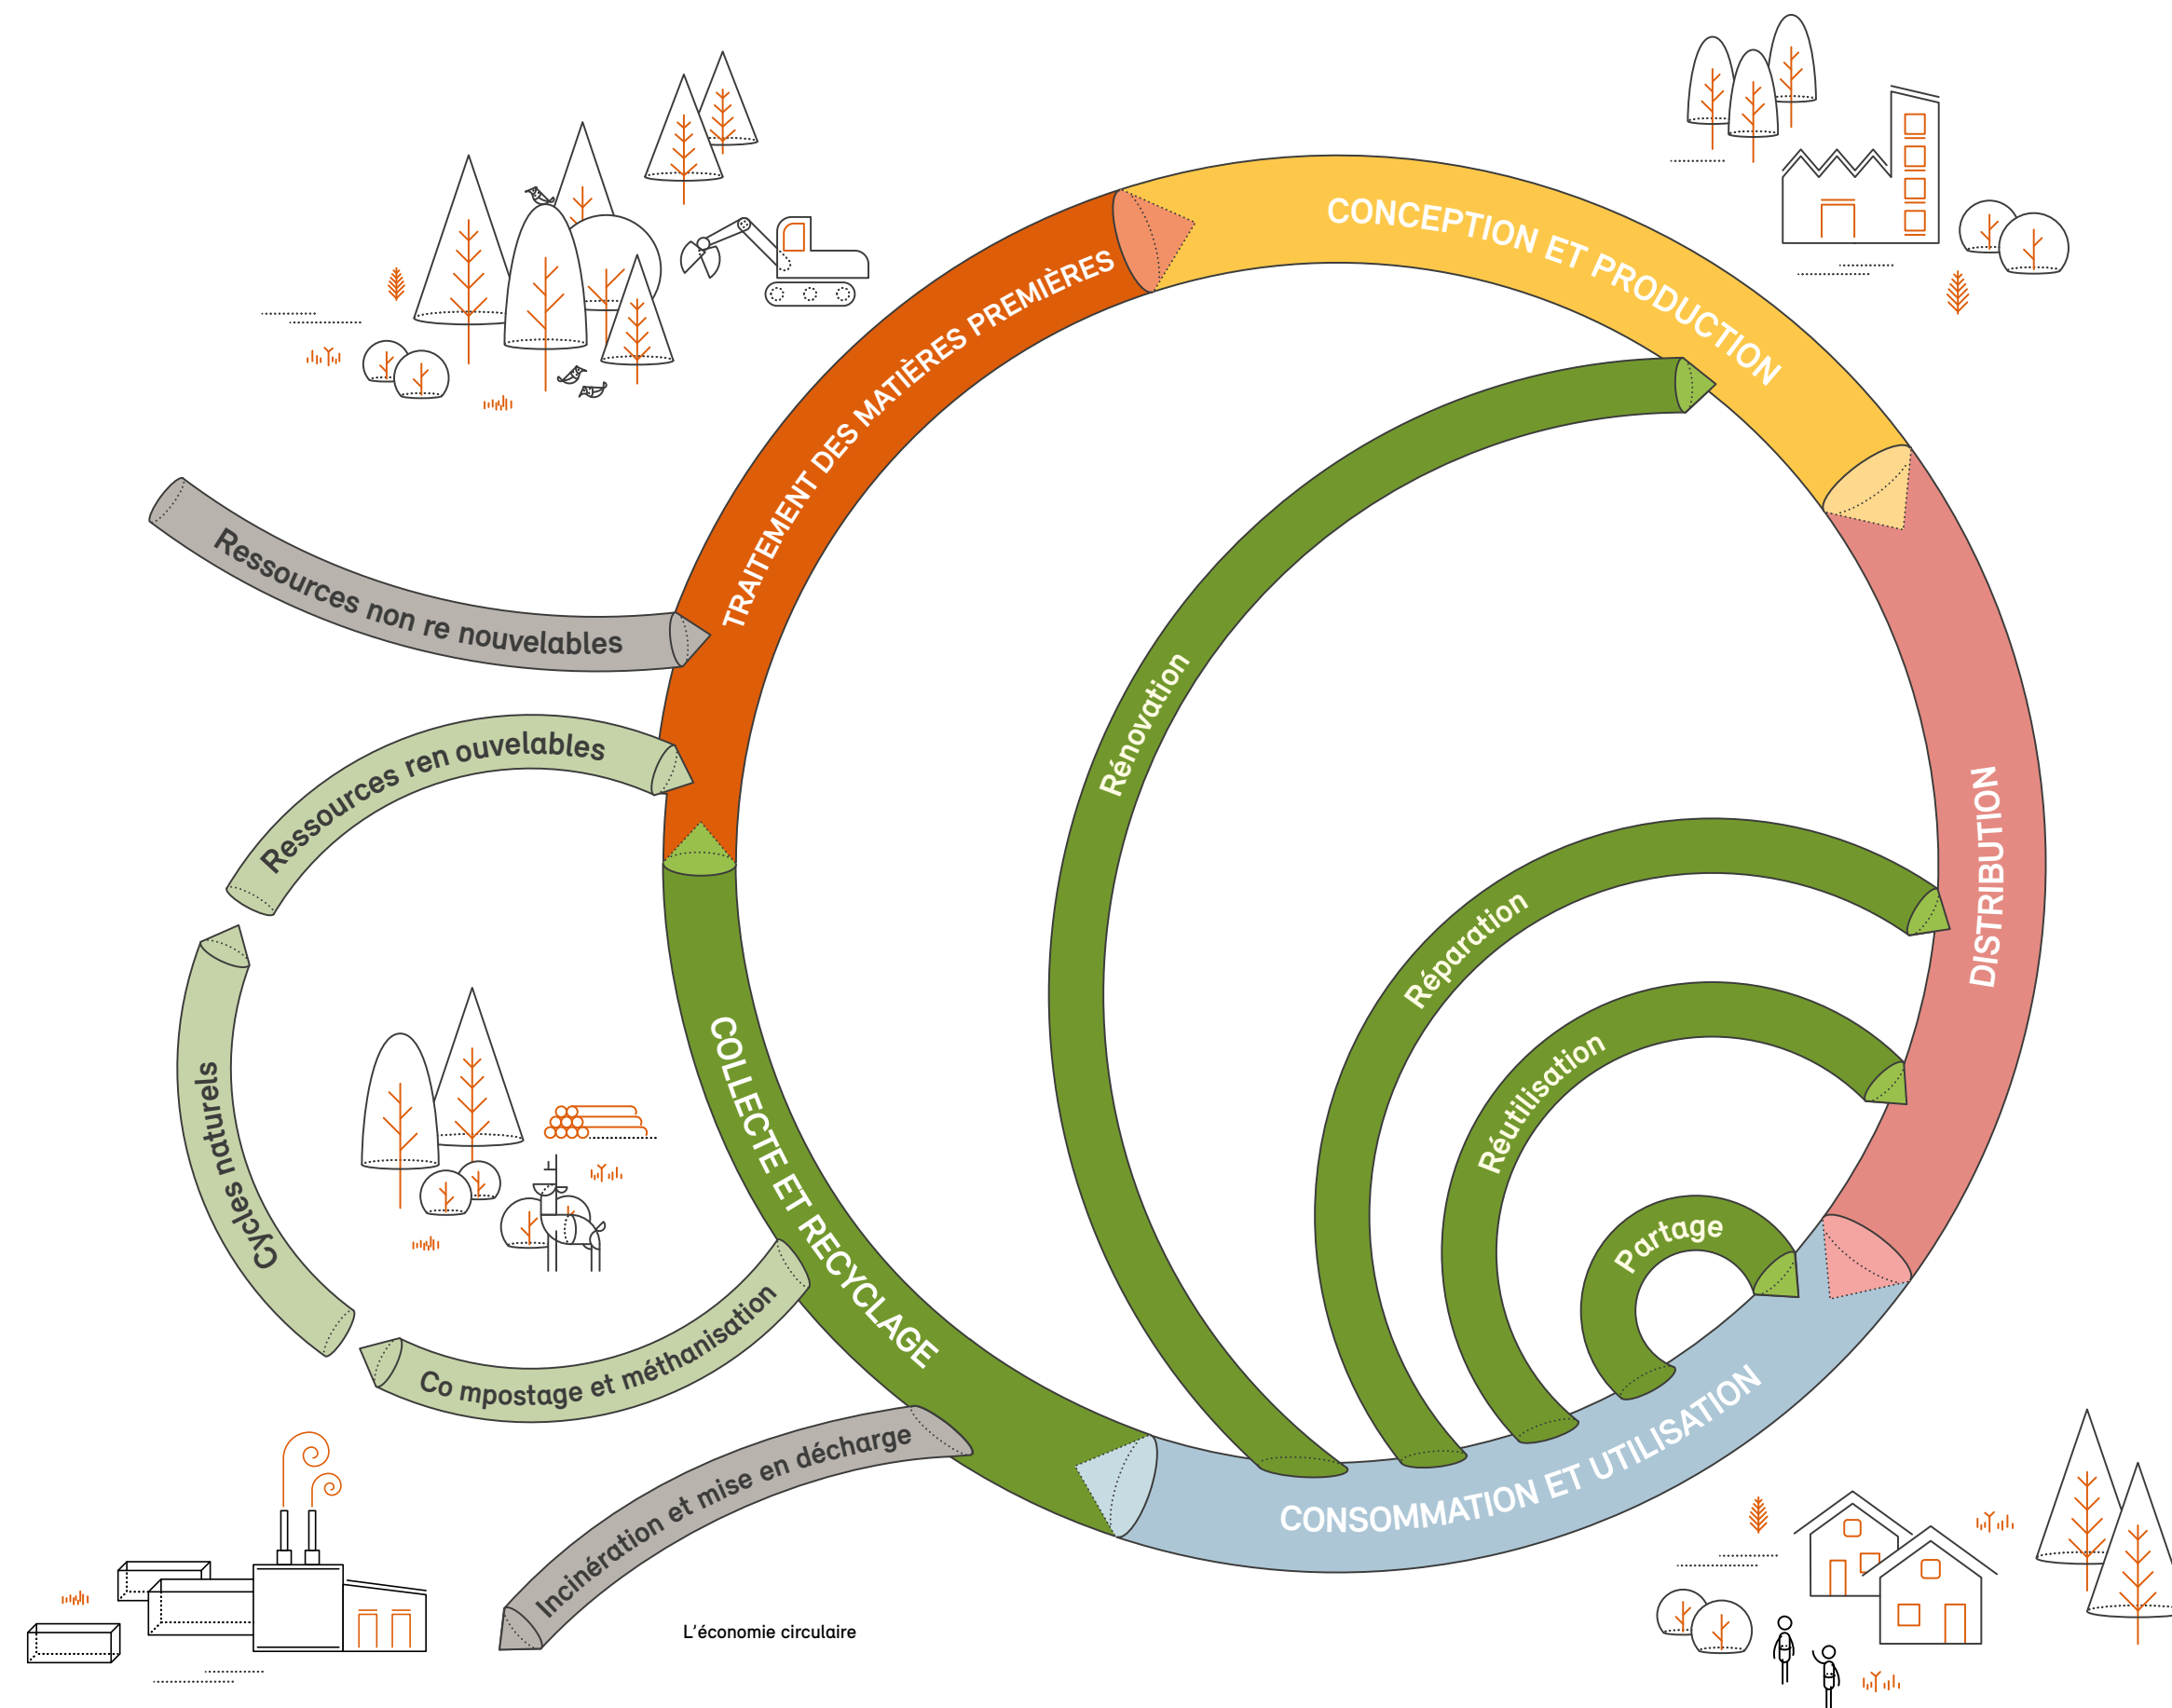 CONCEPTION ET PRODUCTION
TRAITEMENT DES MATIÈRES PREMIÈRES
Ressources non re nouvelables
Rénovation
Ressources ren ouvelables
DISTRIBUTION
Réparation
Réutilisation
COLLECTE ET RECYCLAGE
Cycles naturels
Partage
Co mpostage et méthanisation
CONSOMMATION ET UTILISATION
Incinération et mise en décharge
L'économie circulaire